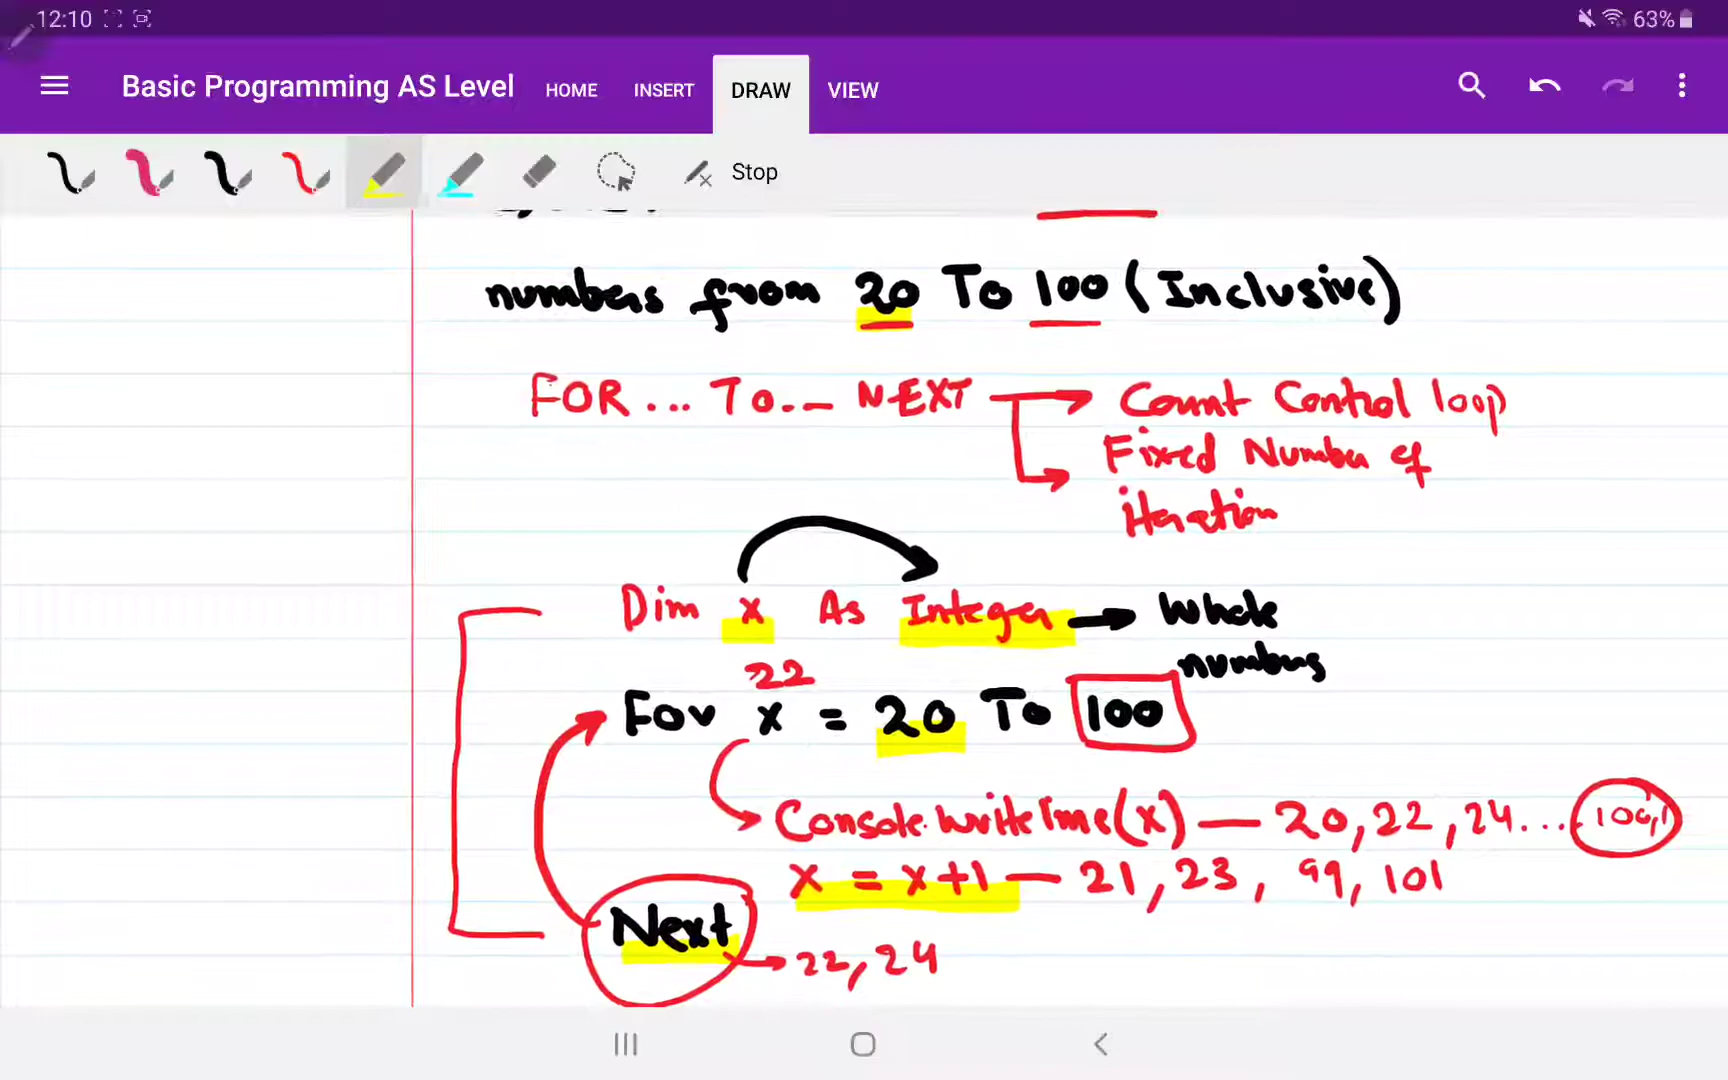 12:10 63%
Basic Programming AS Level HOME INSERT DRAW VIEW
Stop
numbers from 20 To 100 (Inclusive)
FOR... To... NEXT Count Control loop
Fixed Number of
iteration
Dim x As Integer Whole
numbers
22
For x = 20 To 100
Console.writeline(x) — 20, 22, 24....
x = x+1 — 21, 23, 99, 101
Next
22, 24